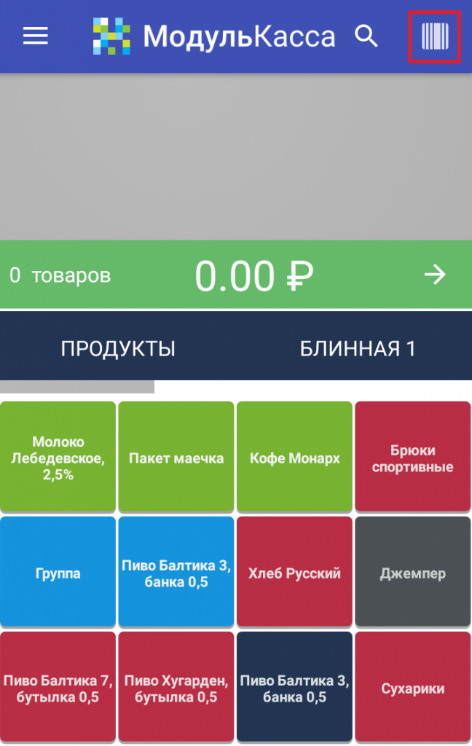 МодульКасса
0 товаров 0.00 ₽
ПРОДУКТЫ БЛИННАЯ 1
Молоко
Лебедевское,
2,5%
Пакет маечка
Кофе Монарх
Брюки
спортивные
Группа
Пиво Балтика 3,
банка 0,5
Хлеб Русский
Джемпер
Пиво Балтика 7,
бутылка 0,5
Пиво Хугарден,
бутылка 0,5
Пиво Балтика 3,
банка 0,5
Сухарики